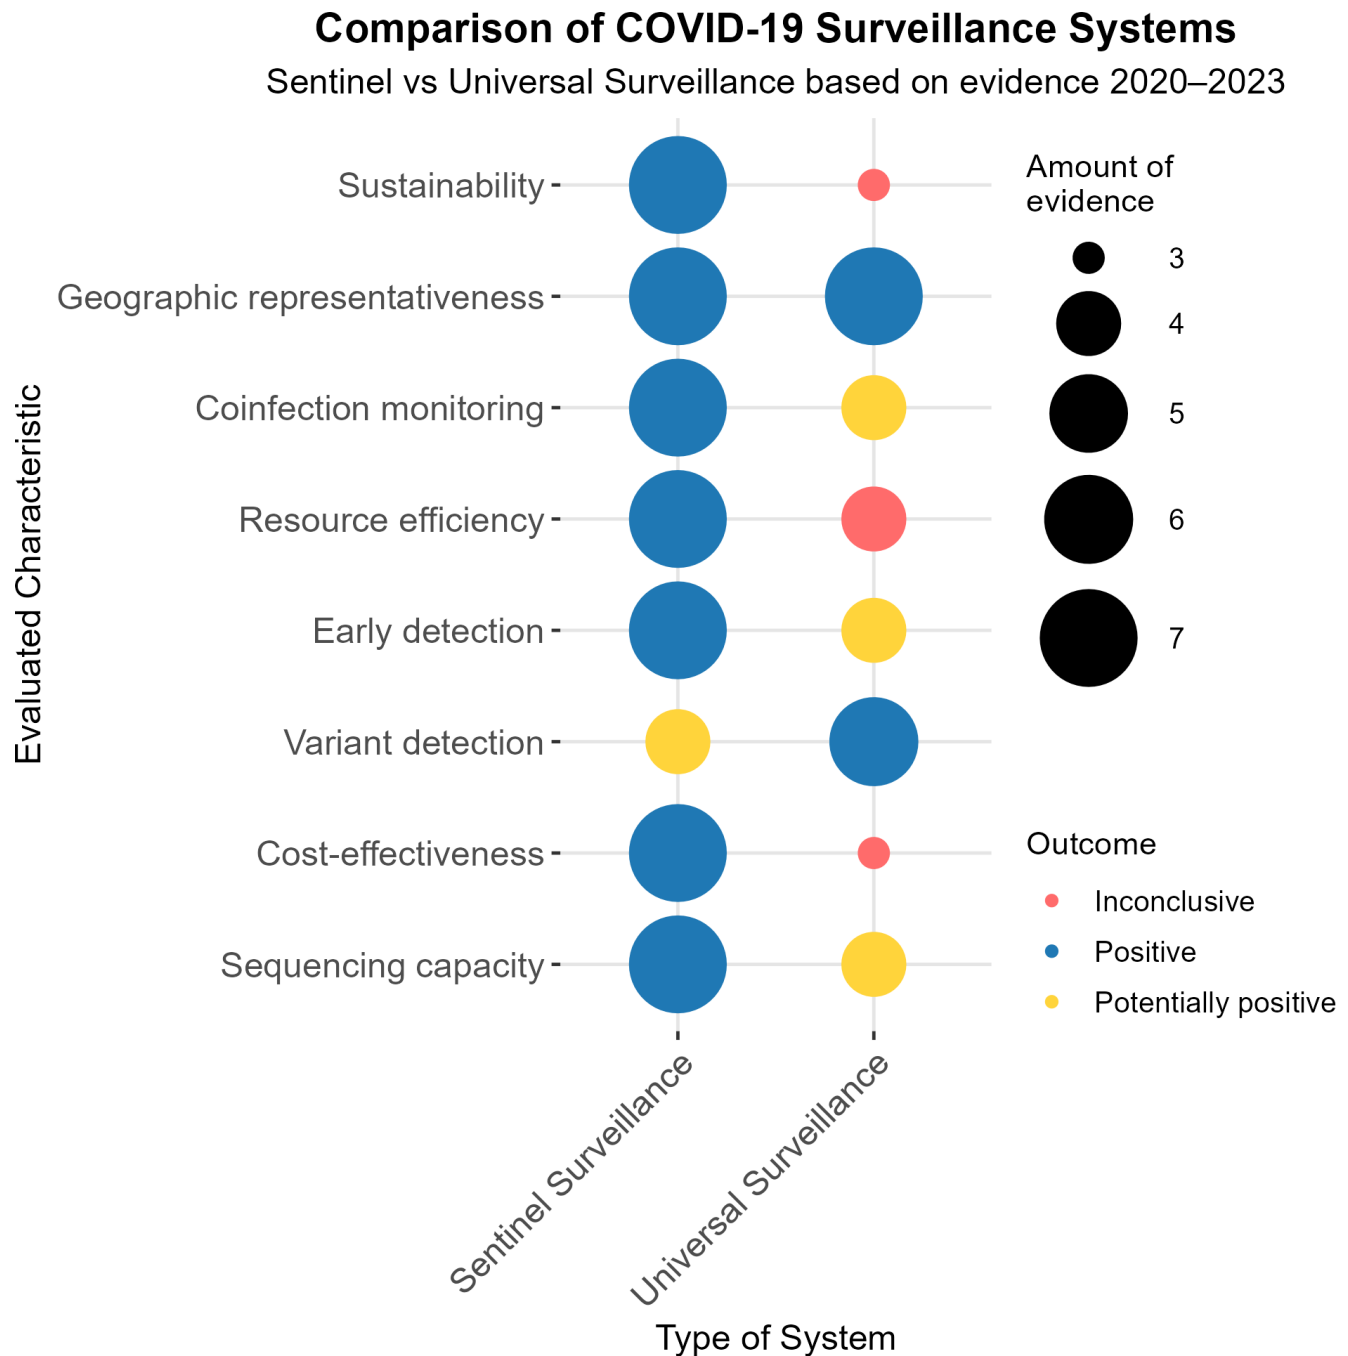 Comparison of COVID-19 Surveillance Systems
Sentinel vs Universal Surveillance based on evidence 2020–2023
Evaluated Characteristic
Sustainability
Geographic representativeness
Coinfection monitoring
Resource efficiency
Early detection
Variant detection
Cost-effectiveness
Sequencing capacity
Sentinel Surveillance
Universal Surveillance
Type of System
Amount of
evidence
3
4
5
6
7
Outcome
Inconclusive
Positive
Potentially positive